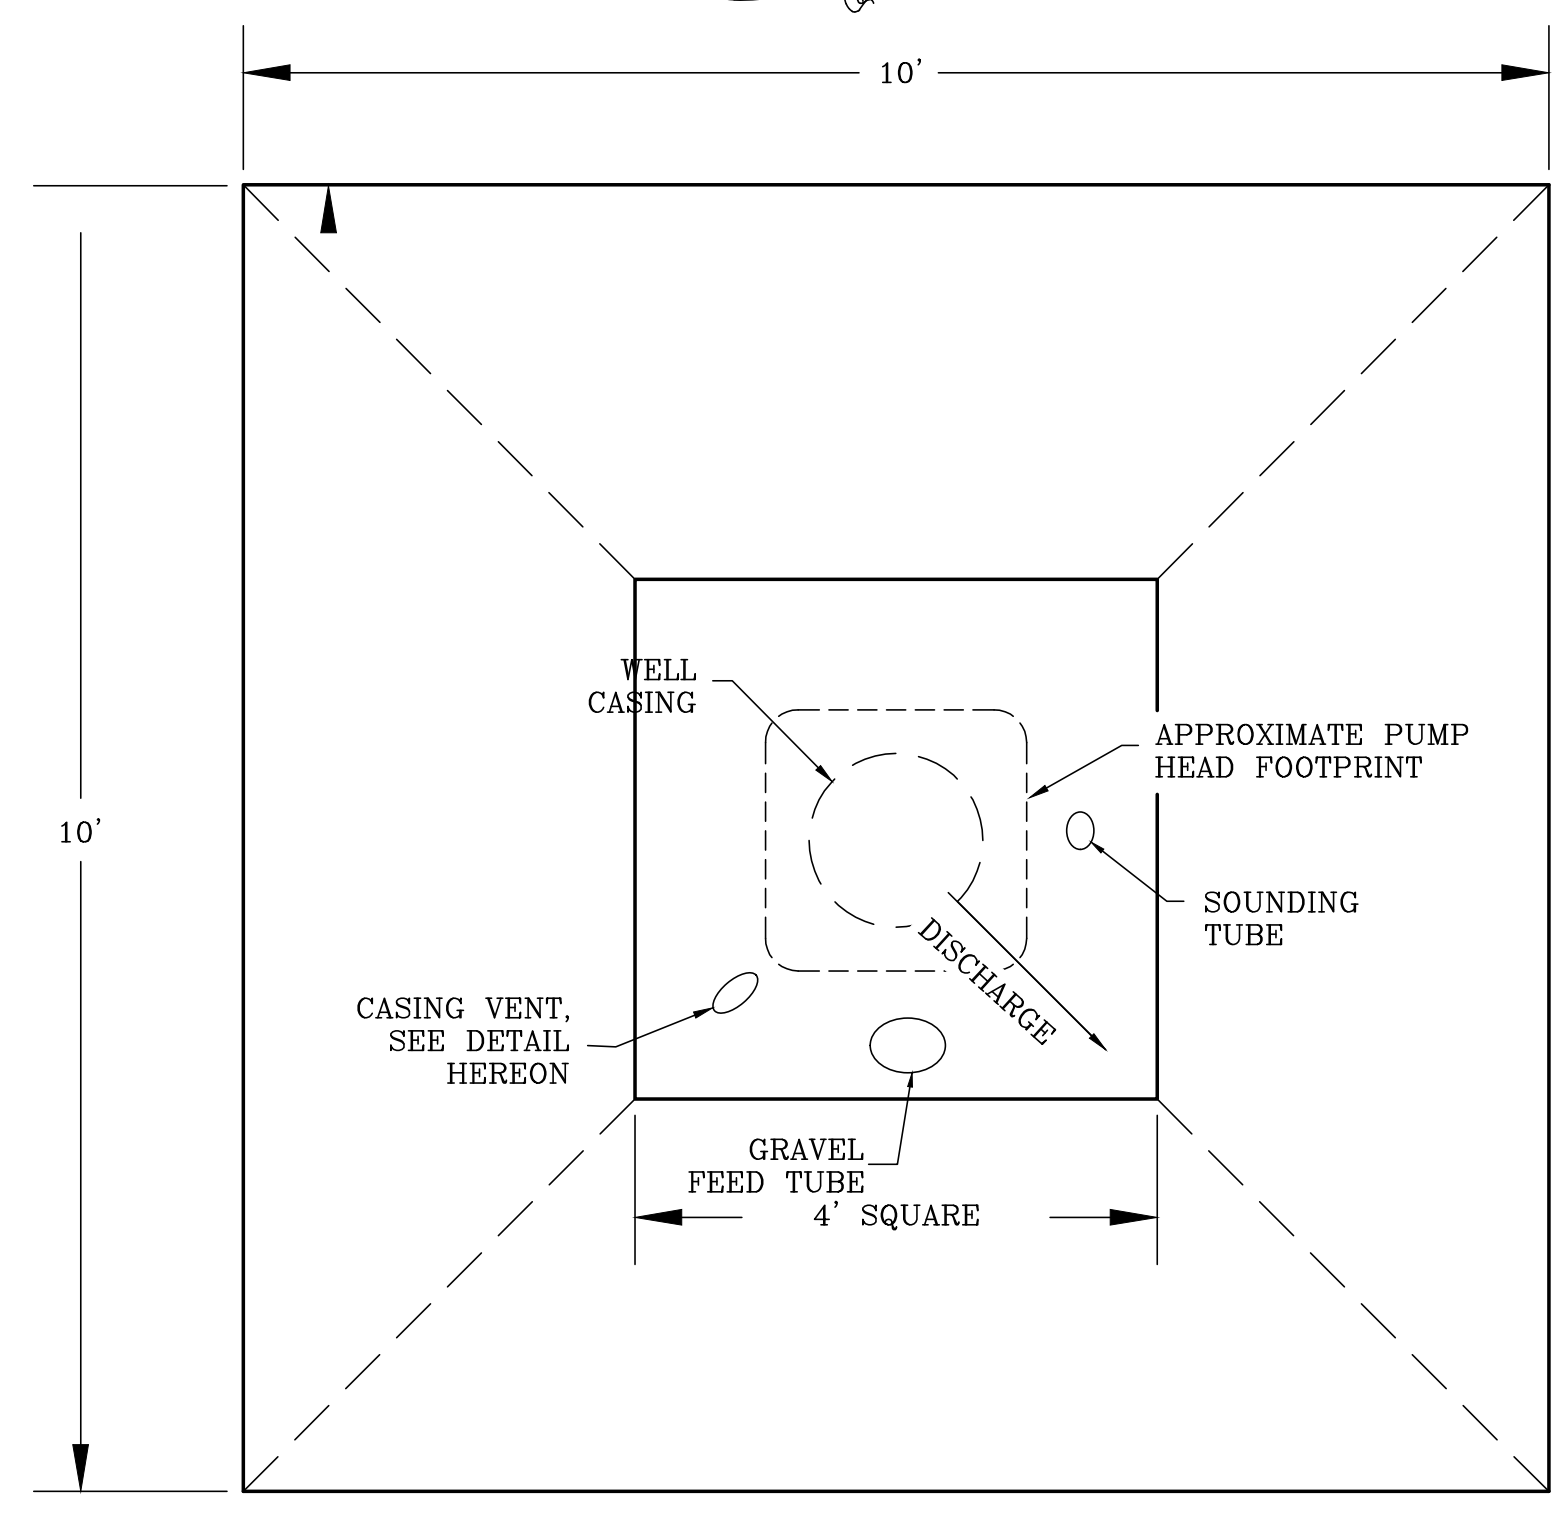 10'
WELL
CASING
APPROXIMATE PUMP
HEAD FOOTPRINT
10'
SOUNDING
TUBE
DISCHARGE
CASING VENT,
SEE DETAIL
HEREON
GRAVEL
FEED TUBE
4' SQUARE